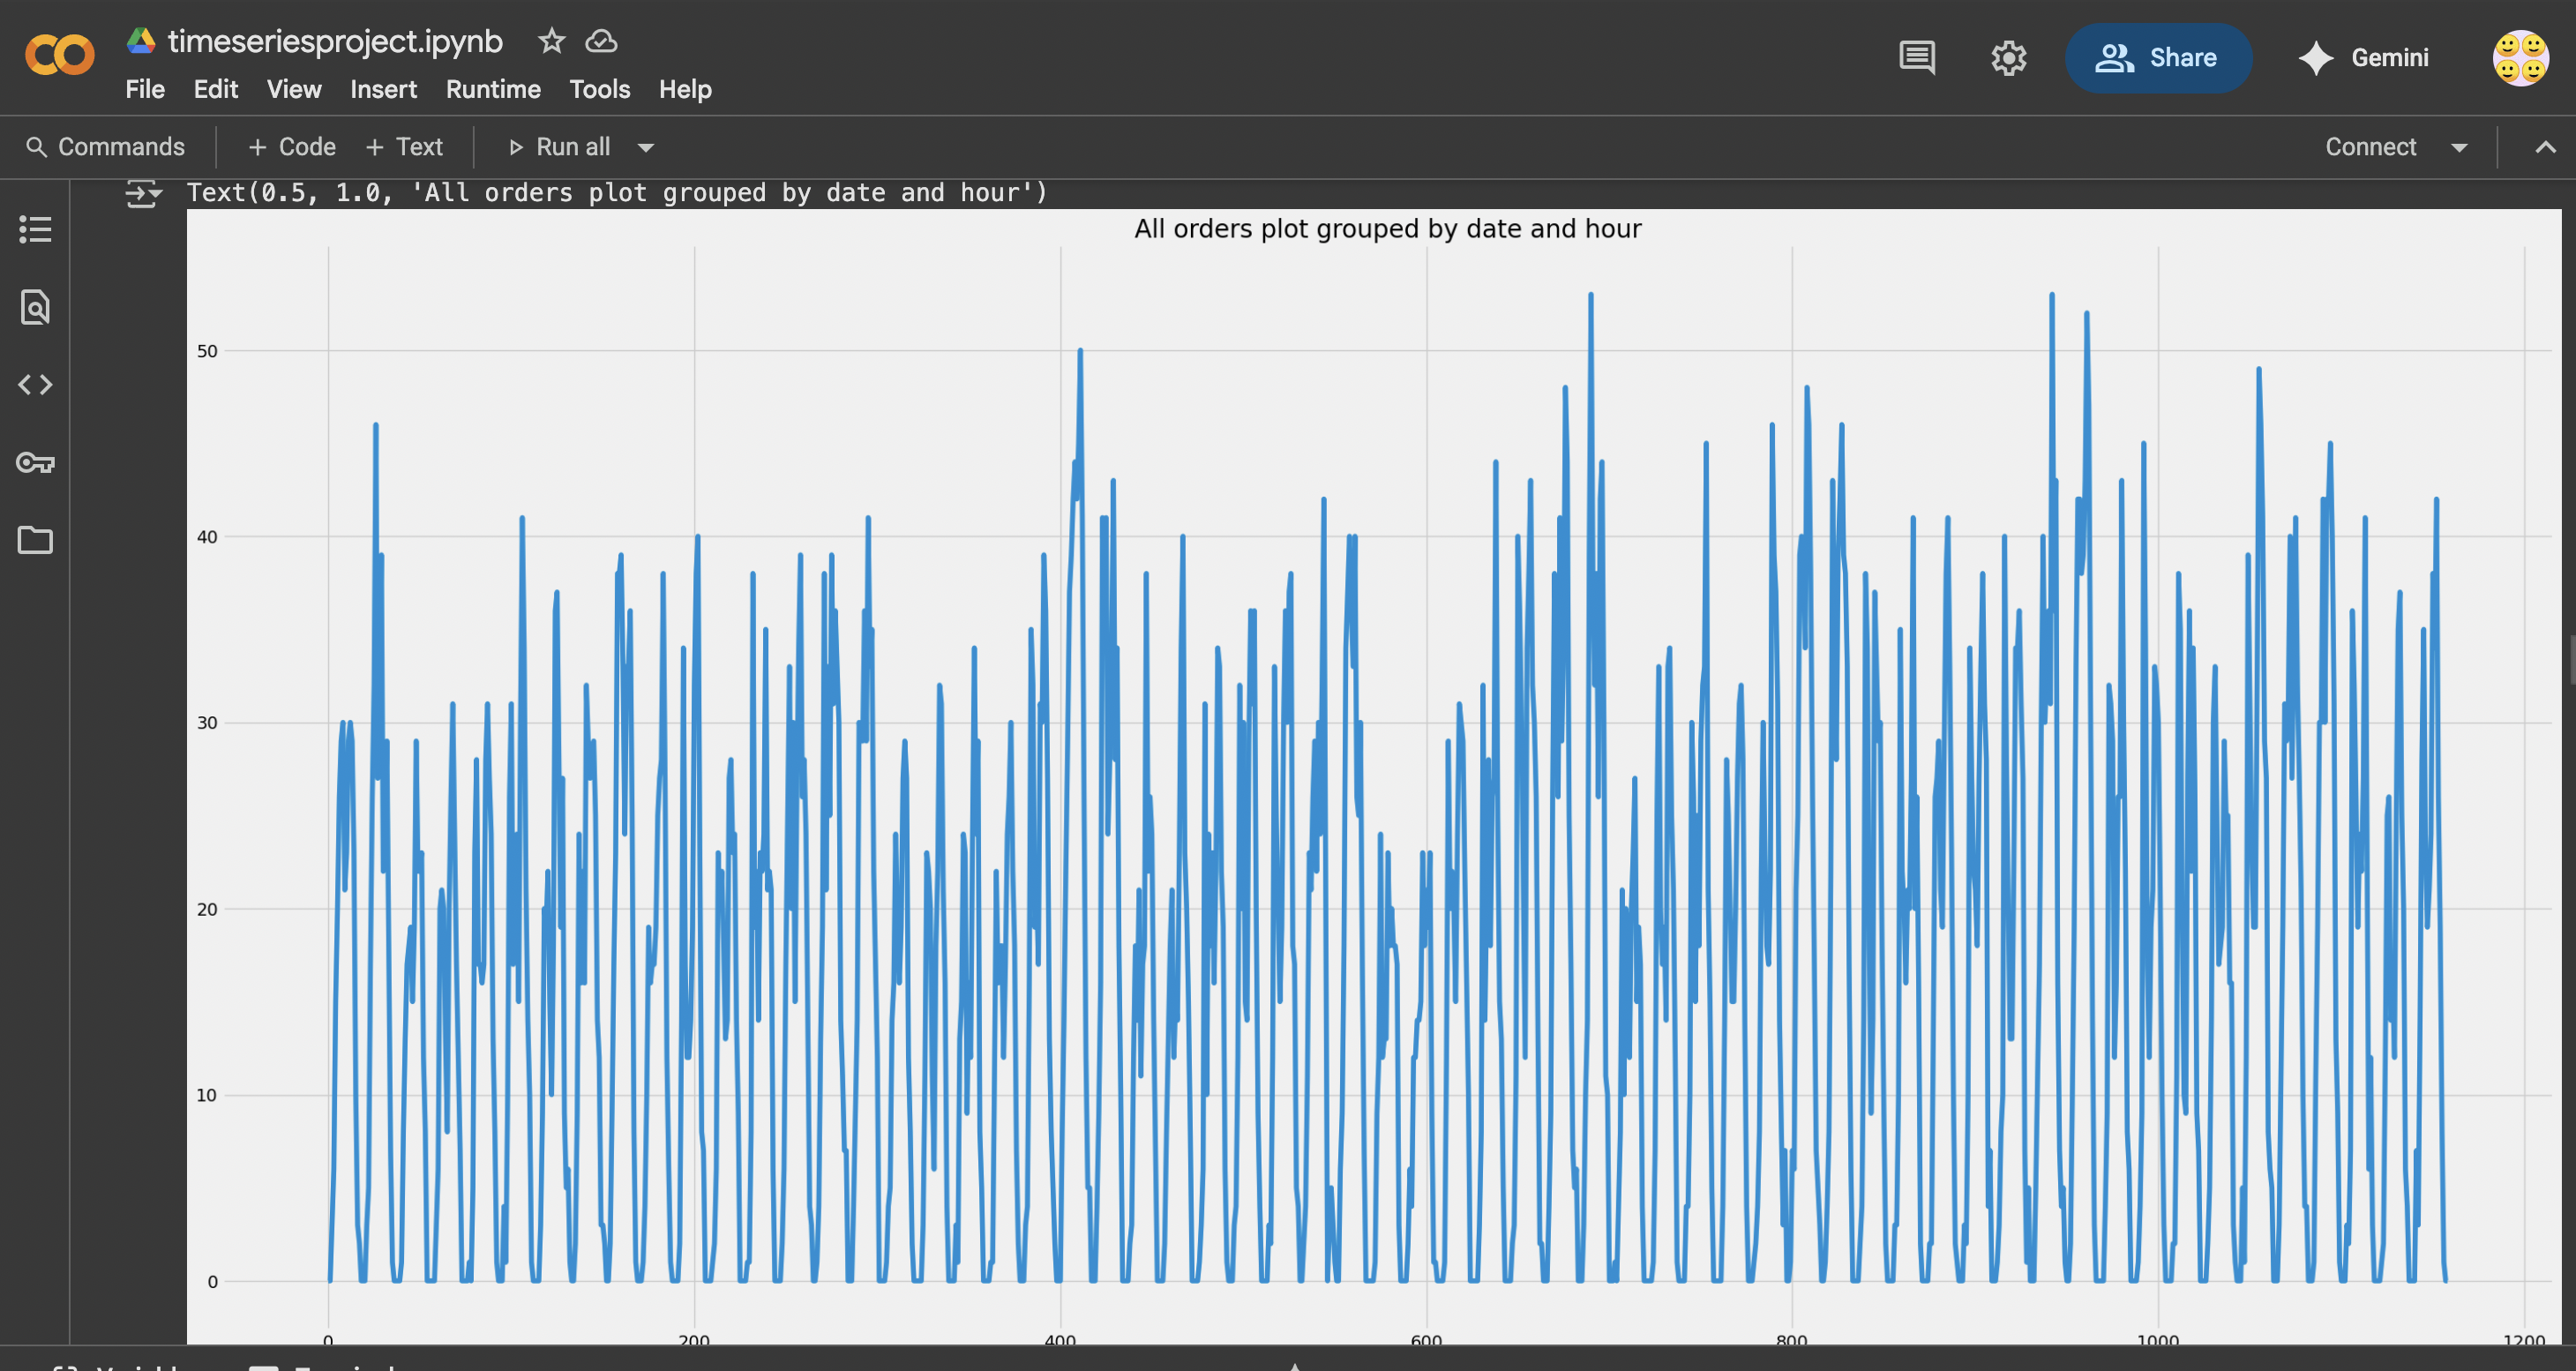 timeseriesproject.ipynb
File Edit View Insert Runtime Tools Help
Share
Gemini
Commands + Code + Text Run all
Connect
Text(0.5, 1.0, 'All orders plot grouped by date and hour')
All orders plot grouped by date and hour
50
40
30
20
10
0
0 200 400 600 800 1000 1200